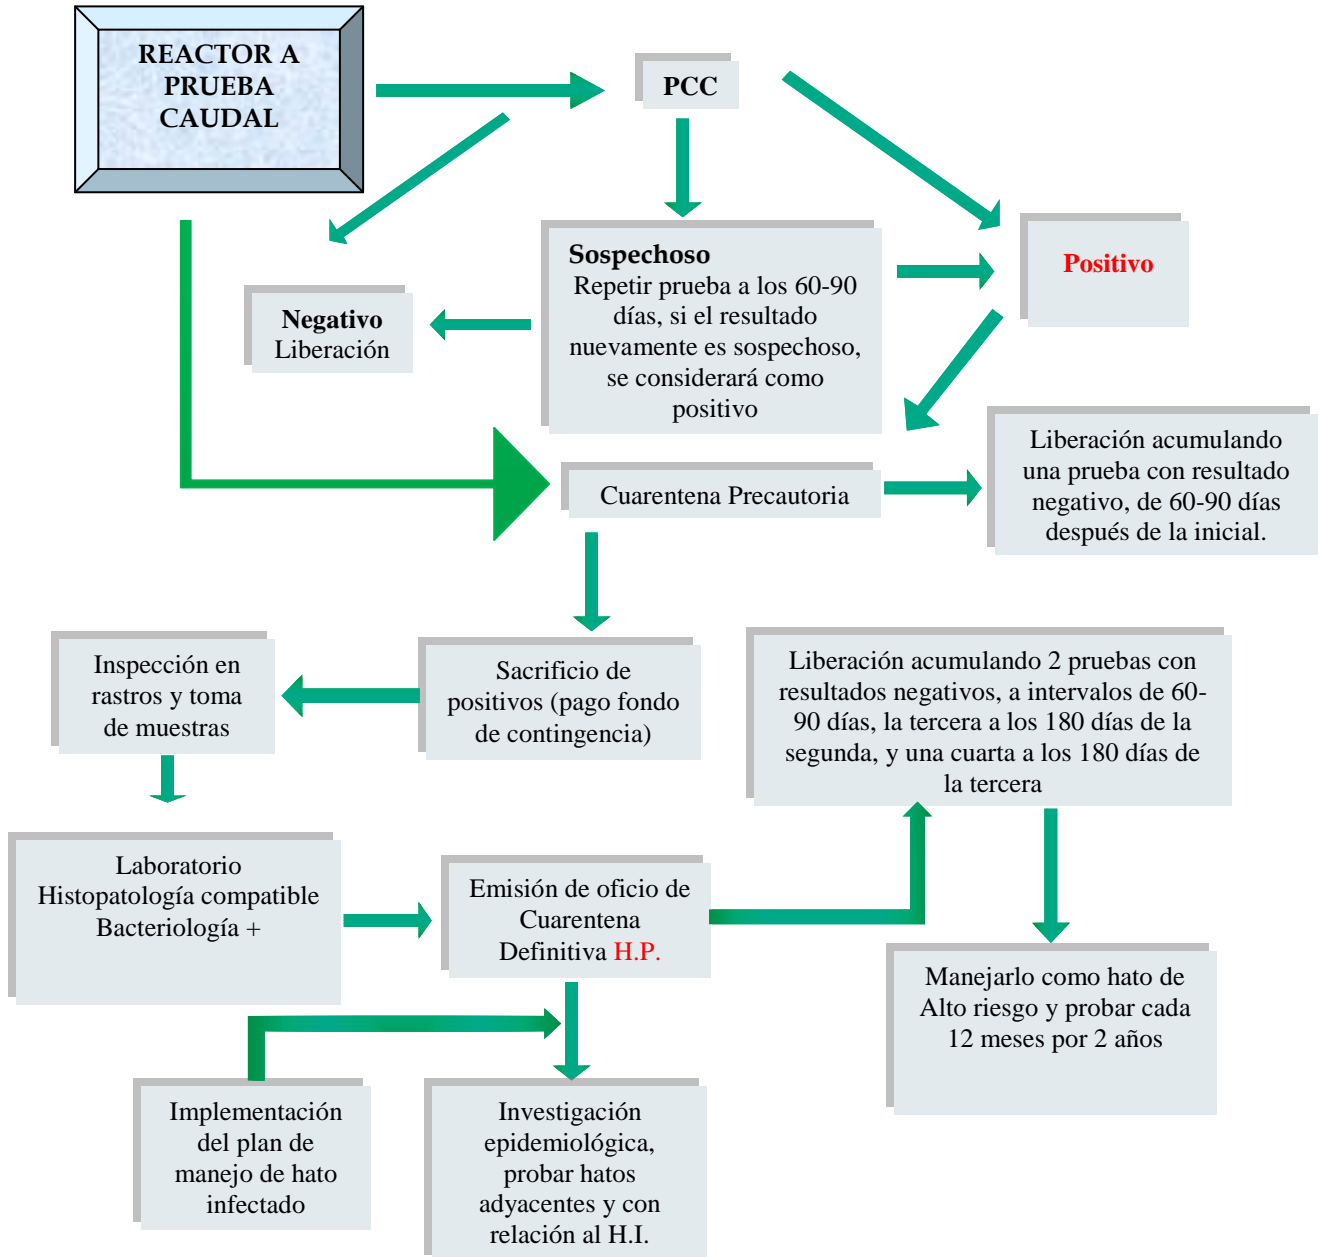 REACTOR A
PRUEBA
CAUDAL
PCC
Sospechoso
Repetir prueba a los 60-90
días, si el resultado
nuevamente es sospechoso,
se considerará como
positivo
Positivo
Negativo
Liberación
Cuarentena Precautoria
Liberación acumulando
una prueba con resultado
negativo, de 60-90 días
después de la inicial.
Inspección en
rastros y toma
de muestras
Sacrificio de
positivos (pago fondo
de contingencia)
Liberación acumulando 2 pruebas con
resultados negativos, a intervalos de 60-
90 días, la tercera a los 180 días de la
segunda, y una cuarta a los 180 días de
la tercera
Laboratorio
Histopatología compatible
Bacteriología +
Emisión de oficio de
Cuarentena
Definitiva H.P.
Manejarlo como hato de
Alto riesgo y probar cada
12 meses por 2 años
Implementación
del plan de
manejo de hato
infectado
Investigación
epidemiológica,
probar hatos
adyacentes y con
relación al H.I.